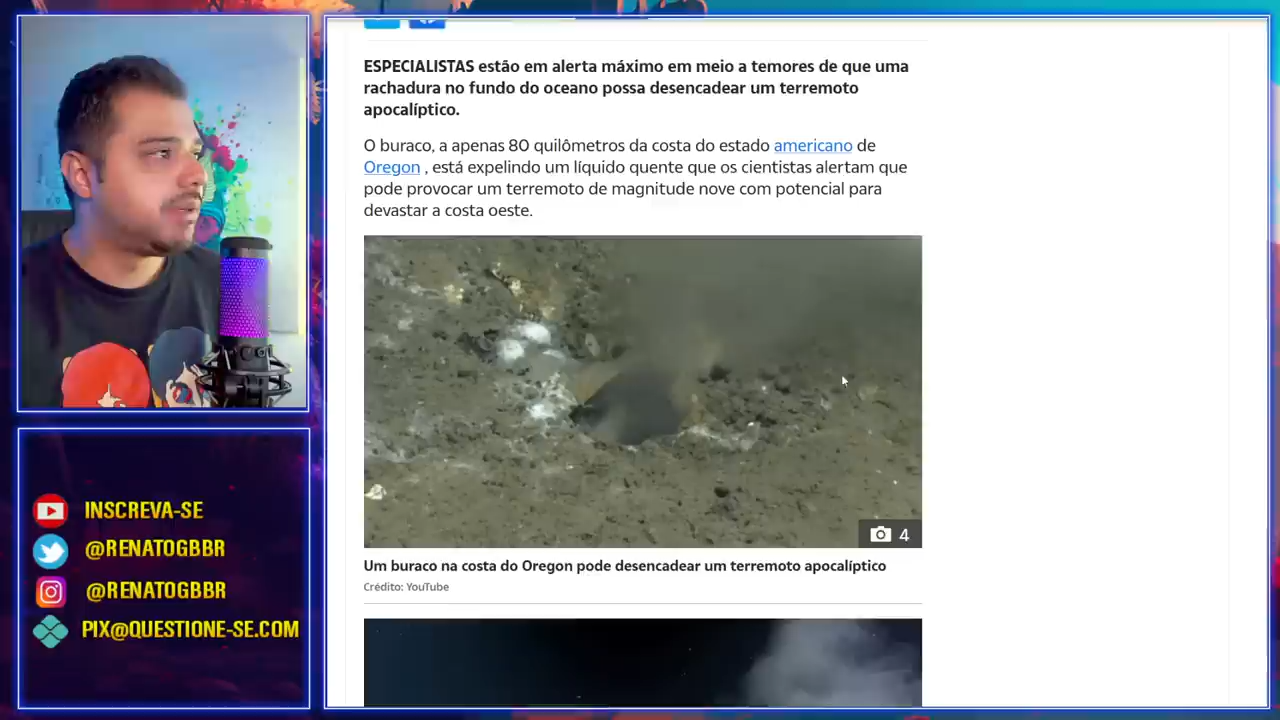 ESPECIALISTAS estão em alerta máximo em meio a temores de que uma
rachadura no fundo do oceano possa desencadear um terremoto
apocalíptico.
O buraco, a apenas 80 quilômetros da costa do estado americano de
Oregon , está expelindo um líquido quente que os cientistas alertam que
pode provocar um terremoto de magnitude nove com potencial para
devastar a costa oeste.
4
Um buraco na costa do Oregon pode desencadear um terremoto apocalíptico
Crédito: YouTube
INSCREVA-SE
@RENATOGBBR
@RENATOGBBR
PIX@QUESTIONE-SE.COM